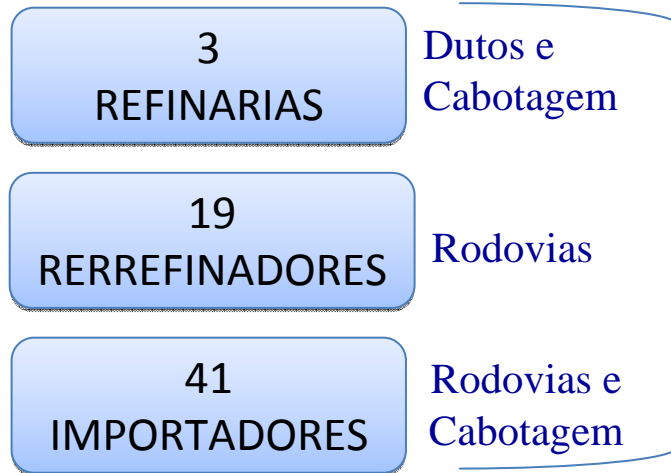 3
REFINARIAS
Dutos e
Cabotagem
19
RERREFINADORES
Rodovias
41
IMPORTADORES
Rodovias e
Cabotagem